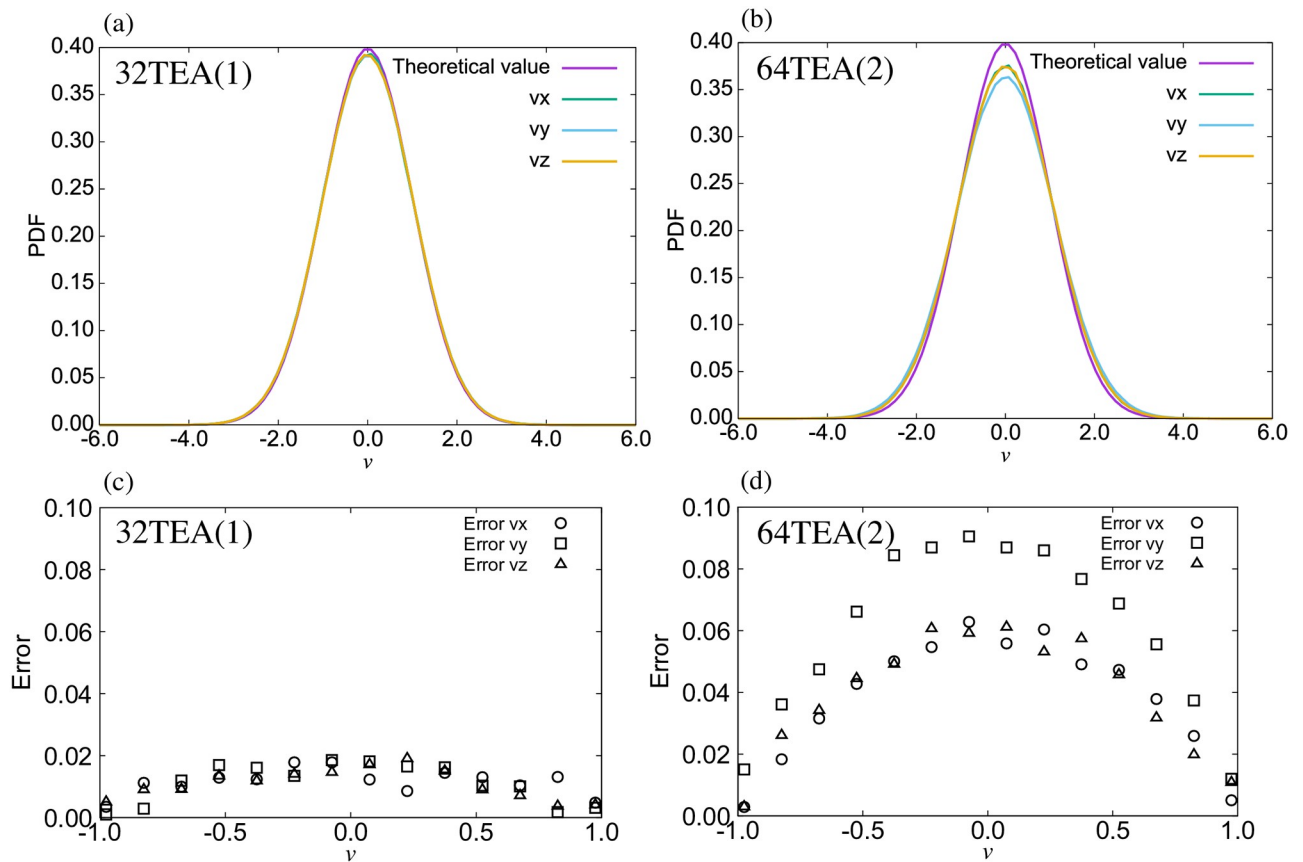 (a)
32TEA(1)
Theoretical value
vx
vy
vz
PDF
0.40
0.35
0.30
0.25
0.20
0.15
0.10
0.05
0.00
-6.0 -4.0 -2.0 0.0 2.0 4.0 6.0
v
(b)
64TEA(2)
Theoretical value
vx
vy
vz
PDF
0.40
0.35
0.30
0.25
0.20
0.15
0.10
0.05
0.00
-6.0 -4.0 -2.0 0.0 2.0 4.0 6.0
v
(c)
32TEA(1)
Error vx
Error vy
Error vz
Error
0.10
0.08
0.06
0.04
0.02
0.00
-1.0 -0.5 0.0 0.5 1.0
v
(d)
64TEA(2)
Error vx
Error vy
Error vz
Error
0.10
0.08
0.06
0.04
0.02
0.00
-1.0 -0.5 0.0 0.5 1.0
v